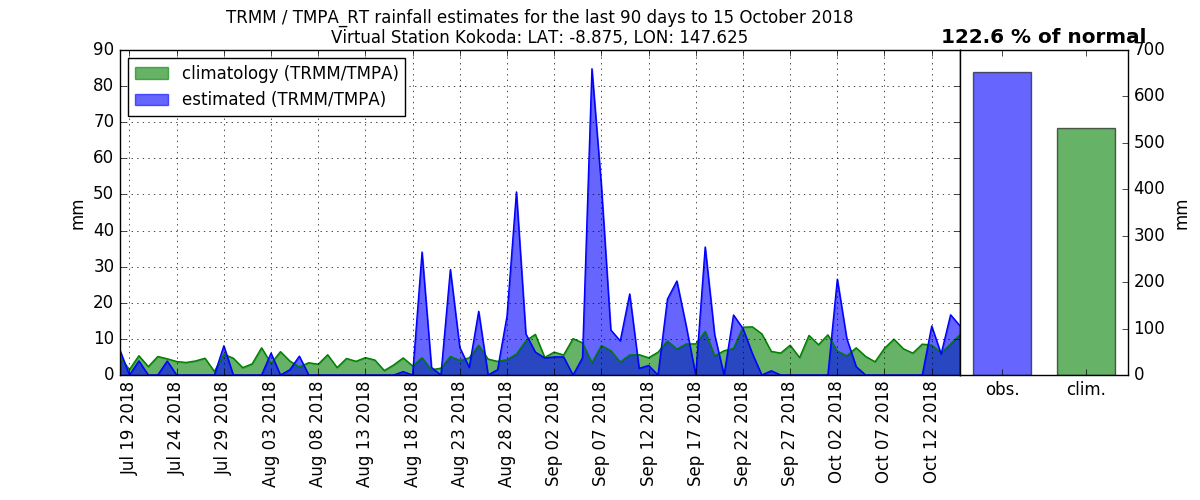 TRMM / TMPA_RT rainfall estimates for the last 90 days to 15 October 2018
Virtual Station Kokoda: LAT: -8.875, LON: 147.625
122.6 % of normal
climatology (TRMM/TMPA)
estimated (TRMM/TMPA)
90
80
70
60
50
40
30
20
10
0
mm
Jul 19 2018
Jul 24 2018
Jul 29 2018
Aug 03 2018
Aug 08 2018
Aug 13 2018
Aug 18 2018
Aug 23 2018
Aug 28 2018
Sep 02 2018
Sep 07 2018
Sep 12 2018
Sep 17 2018
Sep 22 2018
Sep 27 2018
Oct 02 2018
Oct 07 2018
Oct 12 2018
obs.
clim.
700
600
500
400
300
200
100
0
mm